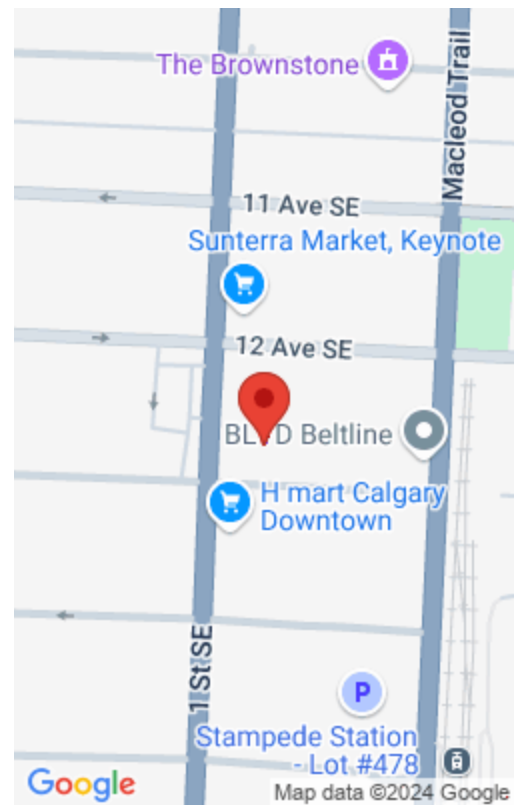 The Brownstone
Macleod Trail
11 Ave SE
Sunterra Market, Keynote
12 Ave SE
Beltline
H mart Calgary
Downtown
1 St SE
P
Stampede Station
- Lot #478
Google
Map data ©2024 Google